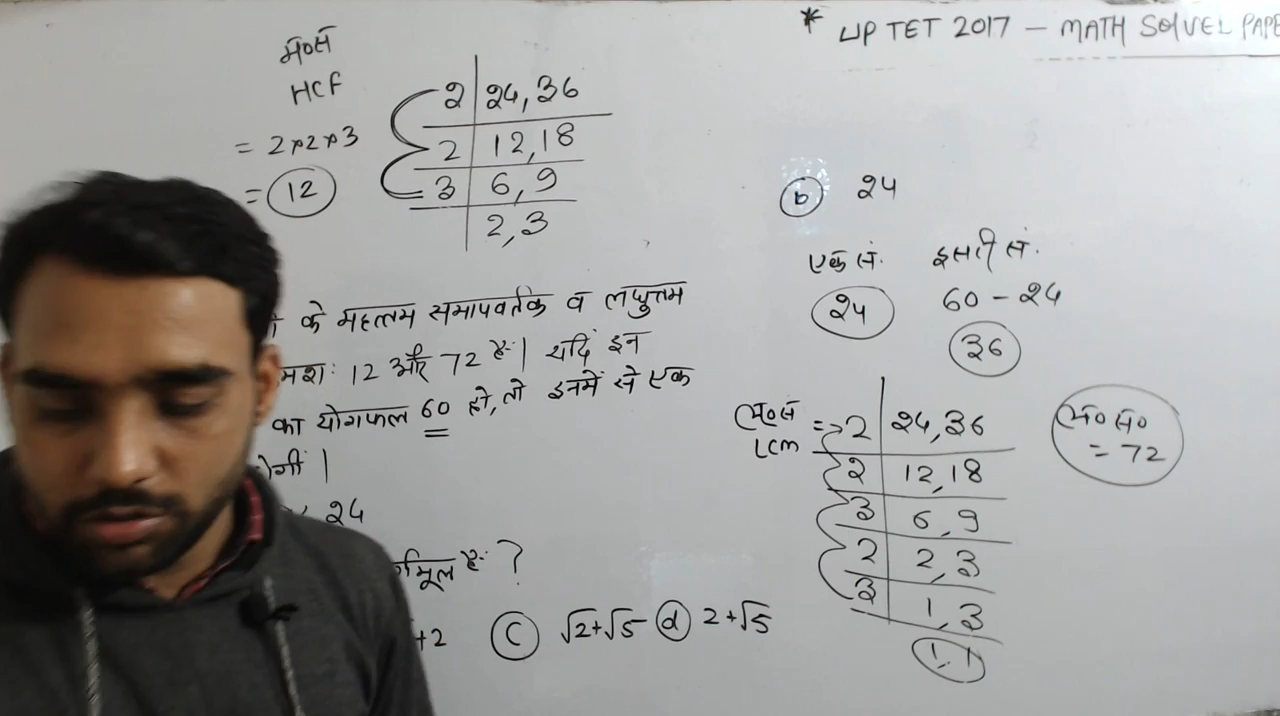 * UP TET 2017 - MATH SOLVEL PAPE
म०स
HCF
= 2×2×3
= 12
2 | 24, 36
2 | 12, 18
3 | 6, 9
2, 3
के महत्तम समापवर्तक व लघुत्तम
मशः 12 और 72 है। यदि इन
का योगफल 60 हो, तो इनमें से एक
24
मूल है ?
+2 (C) √2+√5 (d) 2+√5
(b) 24
एक सं. दूसरी सं.
24 60 - 24
36
ल०स
LCM
= 2 | 24, 36
2 | 12, 18
3 | 6, 9
2 | 2, 3
3 | 1, 3
1, 1
ल० स०
= 72